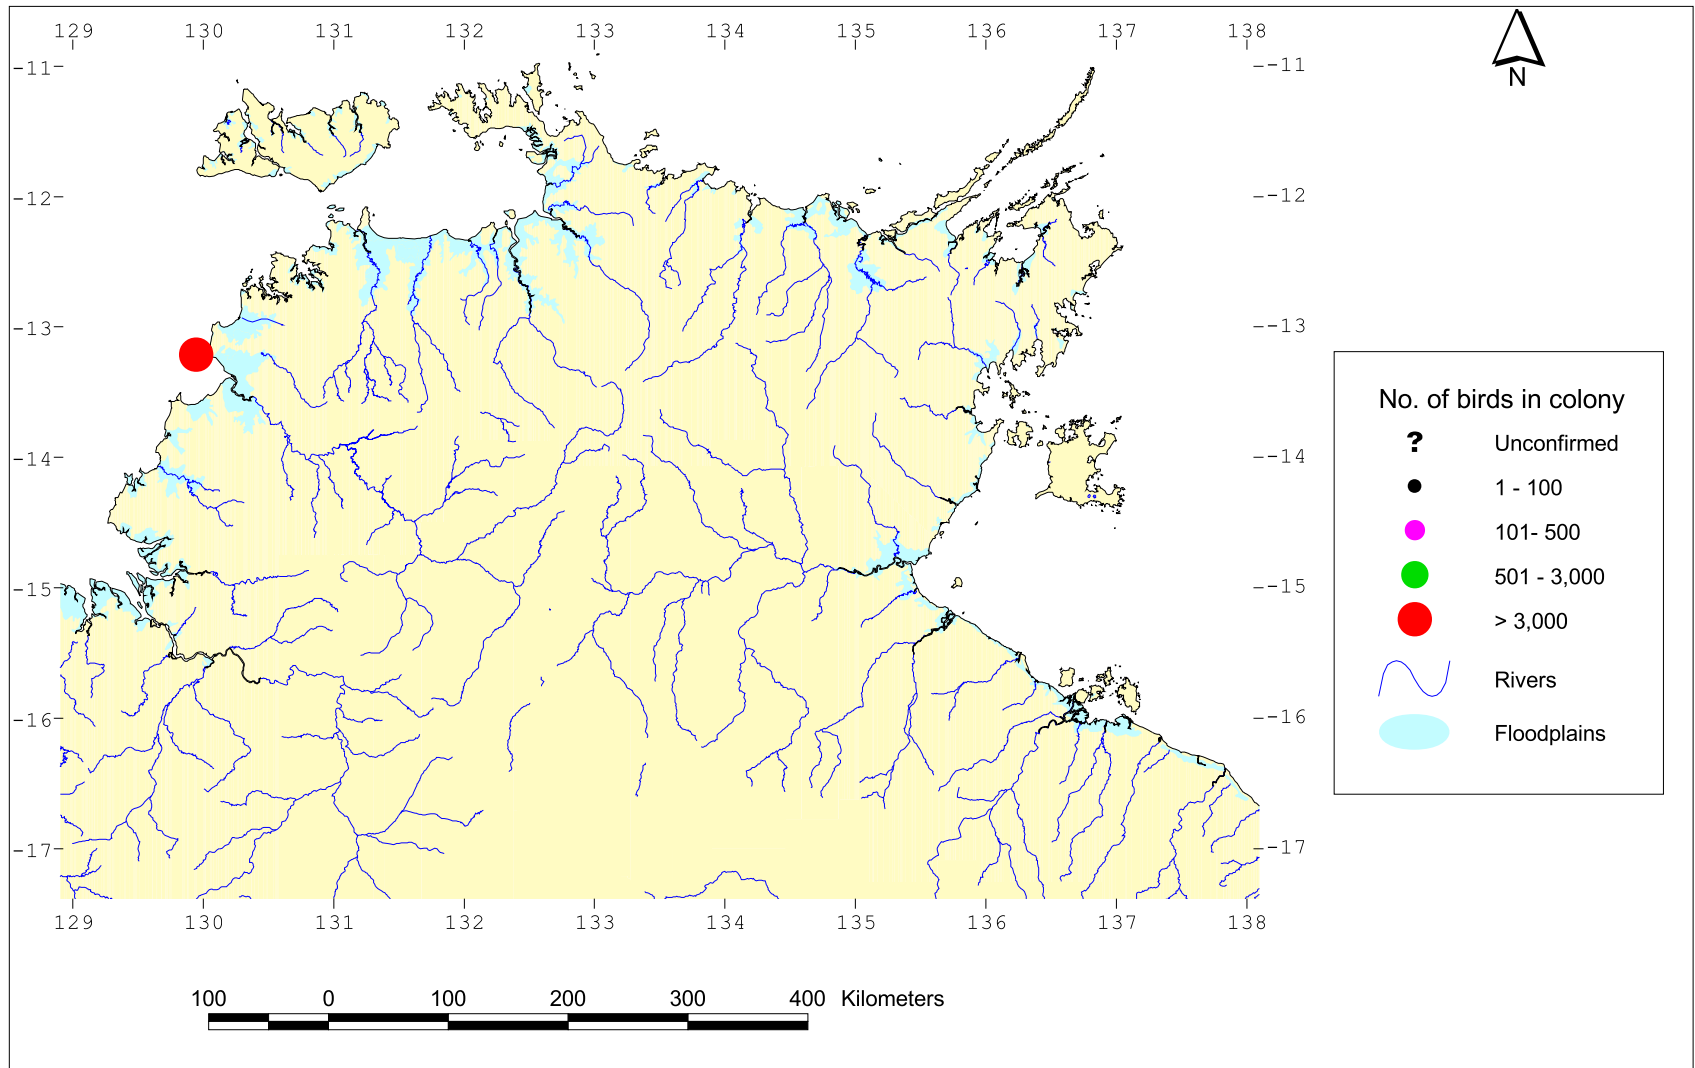 129 130 131 132 133 134 135 136 137 138
N
-11 --11
-12 --12
-13 --13
-14 --14
-15 --15
-16 --16
-17 --17
129 130 131 132 133 134 135 136 137 138
No. of birds in colony
? Unconfirmed
1 - 100
101- 500
501 - 3,000
> 3,000
Rivers
Floodplains
100 0 100 200 300 400 Kilometers